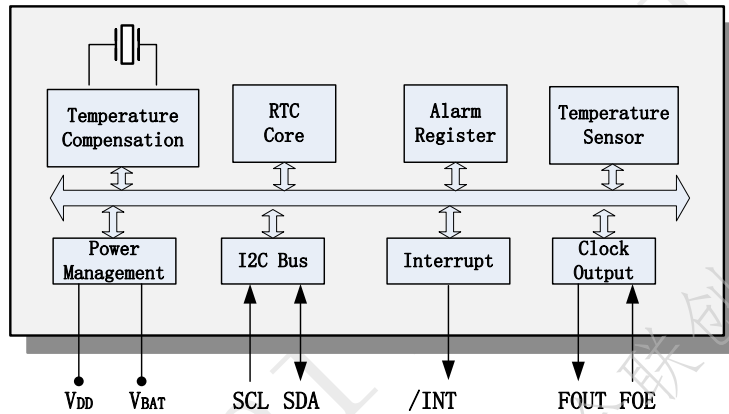 Temperature
Compensation
RTC
Core
Alarm
Register
Temperature
Sensor
Power
Management
I2C Bus
Interrupt
Clock
Output
VDD VBAT SCL SDA /INT FOUT FOE